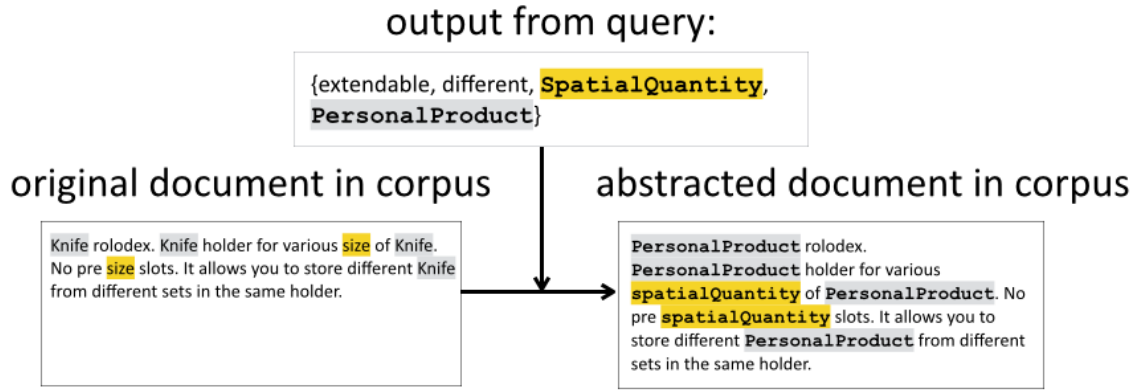 output from query:
{extendable, different, SpatialQuantity,
PersonalProduct}
original document in corpus
Knife rolodex. Knife holder for various size of Knife.
No pre size slots. It allows you to store different Knife
from different sets in the same holder.
abstracted document in corpus
PersonalProduct rolodex.
PersonalProduct holder for various
spatialQuantity of PersonalProduct. No
pre spatialQuantity slots. It allows you to
store different PersonalProduct from different
sets in the same holder.